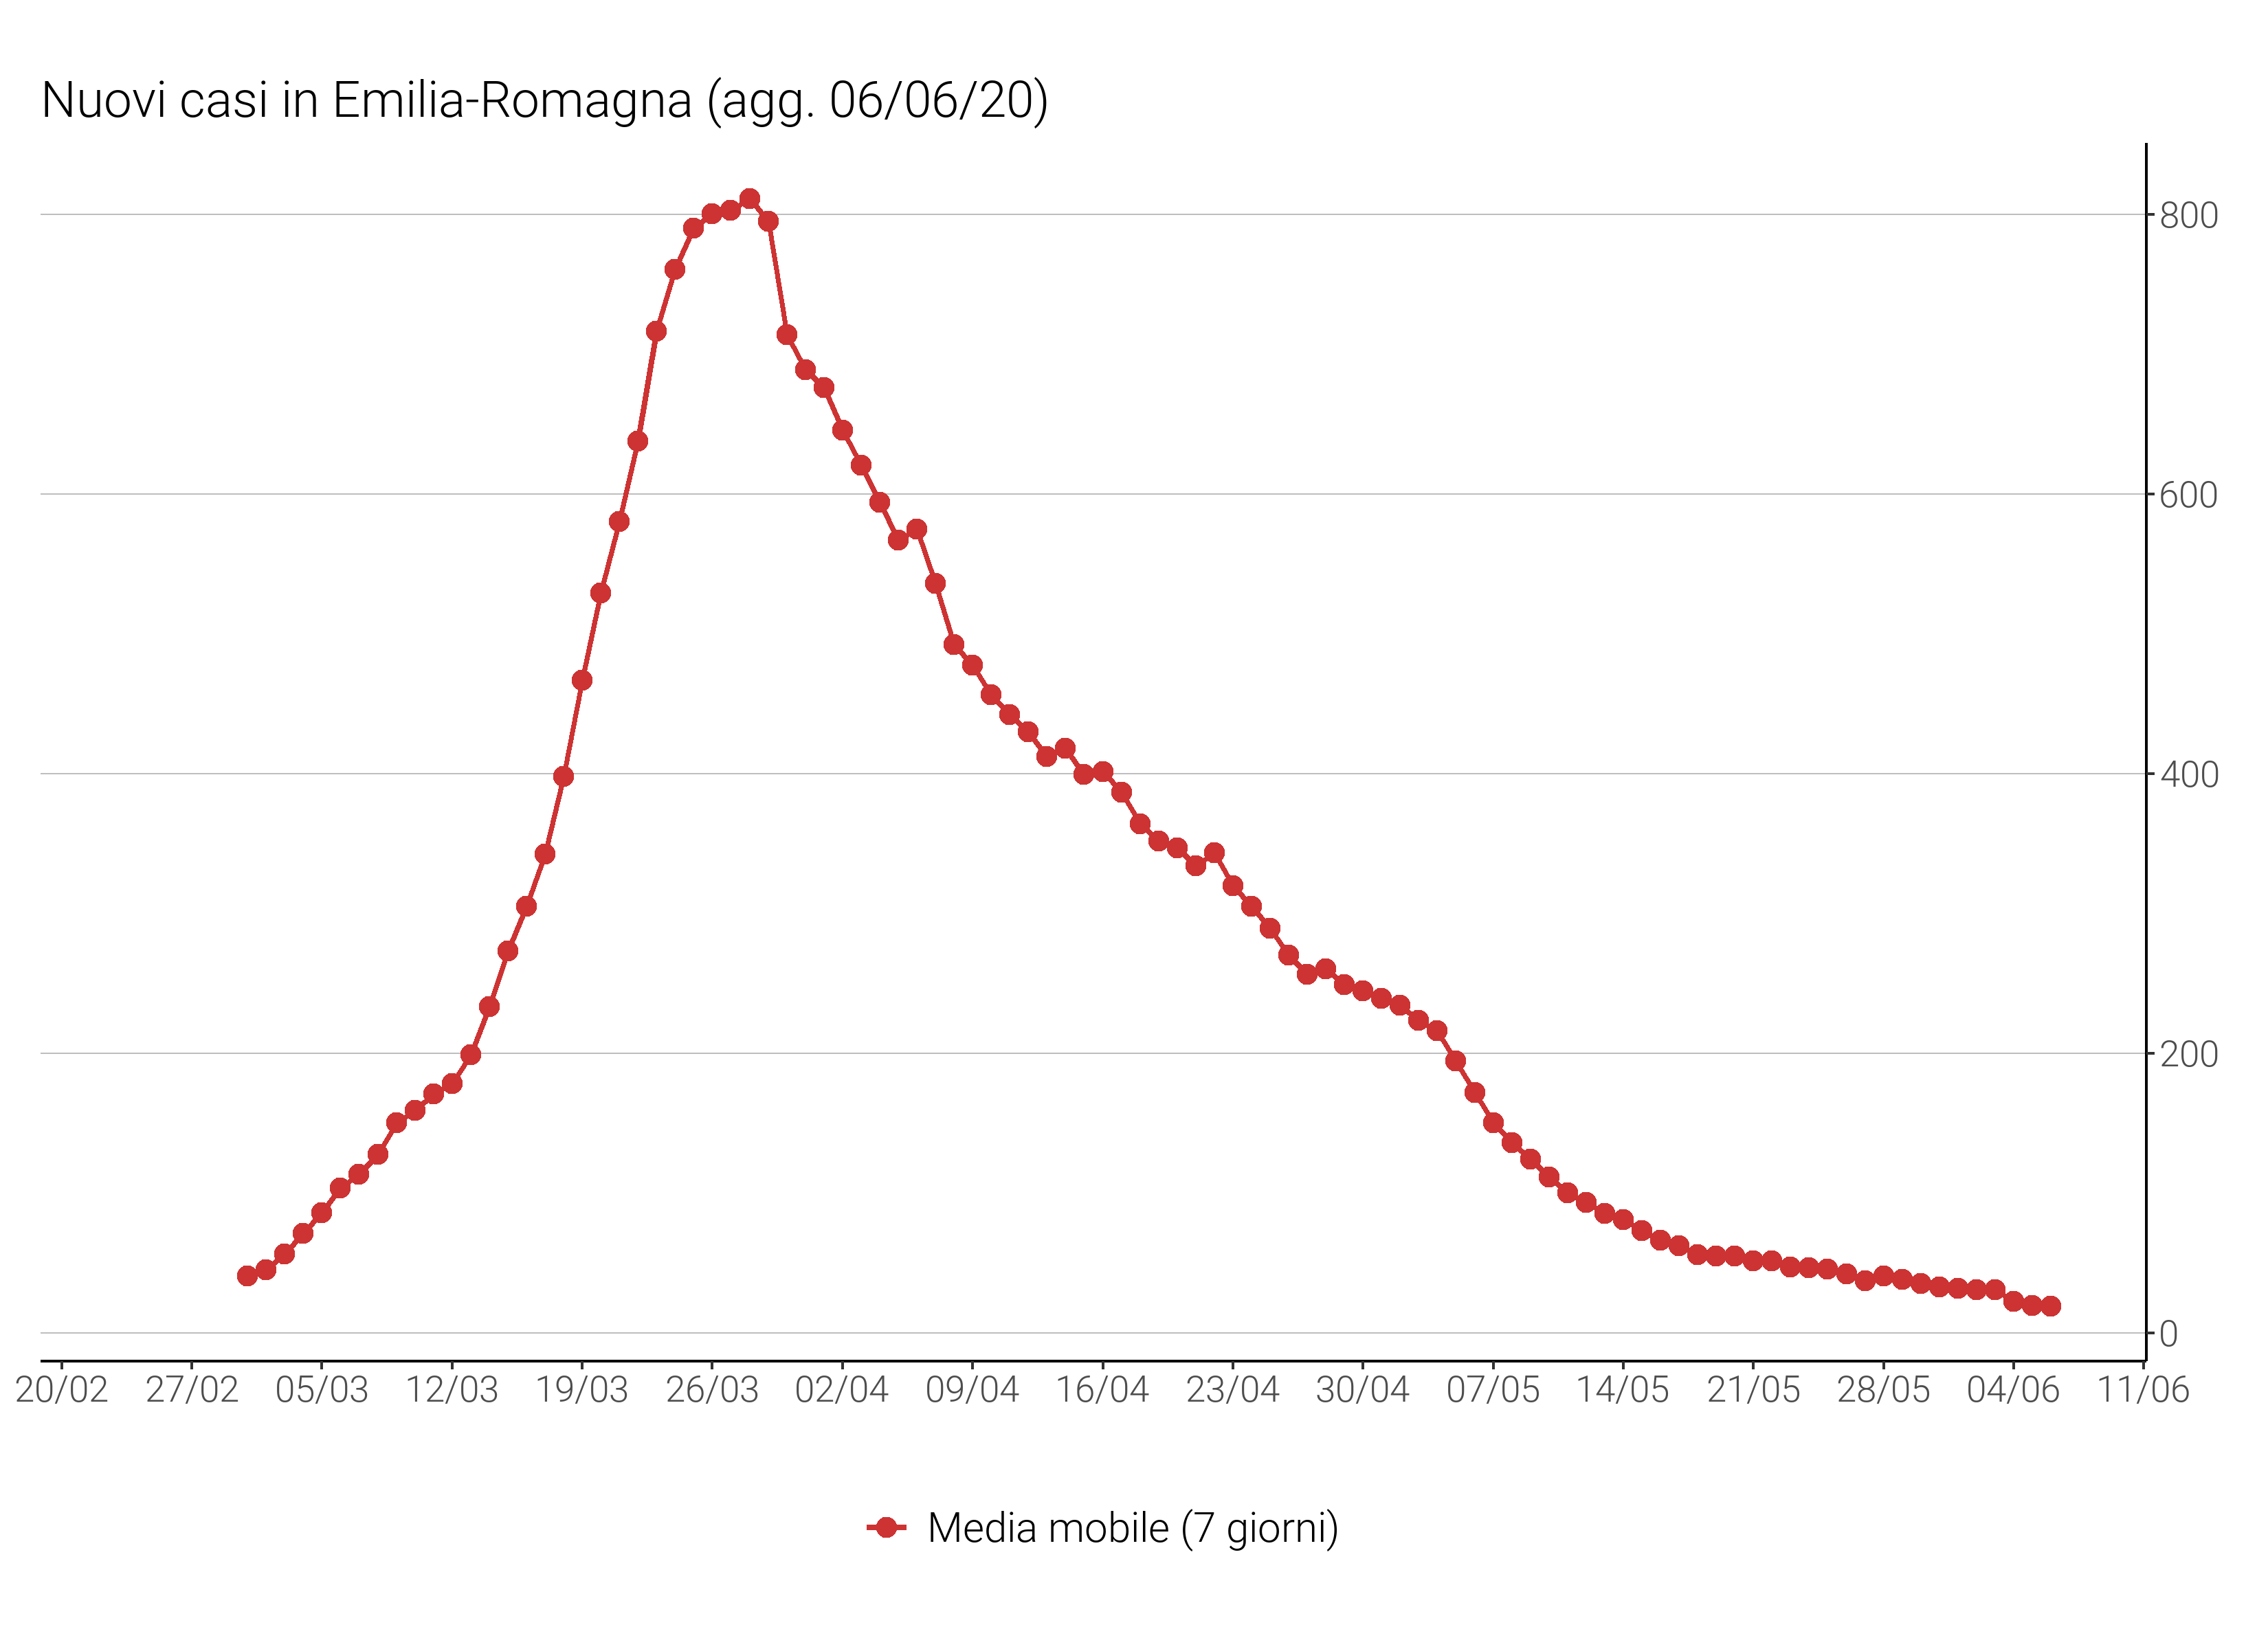 Nuovi casi in Emilia-Romagna (agg. 06/06/20)
800
600
400
200
0
20/02 27/02 05/03 12/03 19/03 26/03 02/04 09/04 16/04 23/04 30/04 07/05 14/05 21/05 28/05 04/06 11/06
Media mobile (7 giorni)